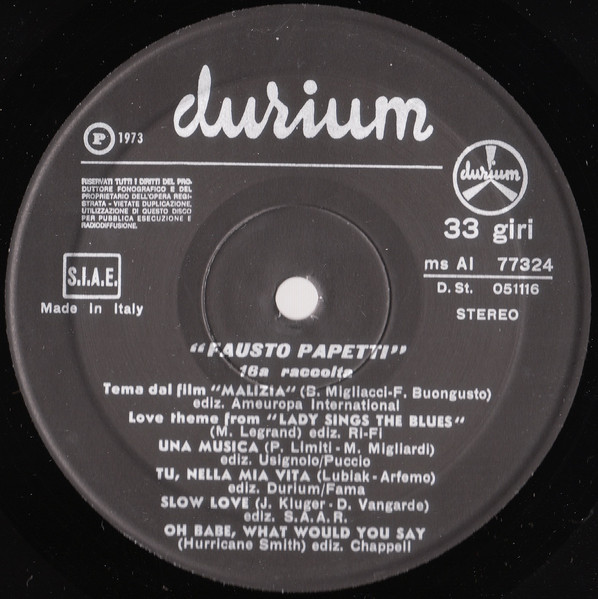 durium
P 1973
RISERVATI TUTTI I DIRITTI DEL PRO-
DUTTORE FONOGRAFICO E DEL
PROPRIETARIO DELL'OPERA REGI-
STRATA - VIETATE DUPLICAZIONE,
UTILIZZAZIONE DI QUESTO DISCO
PER PUBBLICA ESECUZIONE E
RADIODIFFUSIONE.
durium
33 giri
S.I.A.E.
Made in Italy
ms AI 77324
D. St. 051116
STEREO
"FAUSTO PAPETTI"
16a raccolta
Tema dal film "MALIZIA" (B. Migliacci-F. Buongusto)
ediz. Ameuropa International
Love theme from "LADY SINGS THE BLUES"
(M. Legrand) ediz. Ri-Fi
UNA MUSICA (P. Limiti - M. Migliardi)
ediz. Usignolo/Puccio
TU, NELLA MIA VITA (Lubiak - Arfemo)
ediz. Durium/Fama
SLOW LOVE (J. Kluger - D. Vangarde)
ediz. S.A.A.R.
OH BABE, WHAT WOULD YOU SAY
(Hurricane Smith) ediz. Chappell